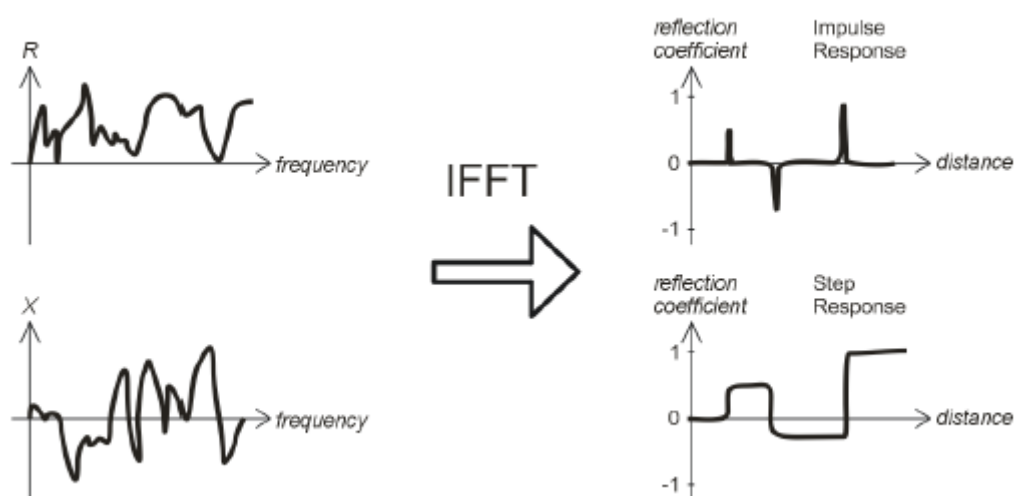 R
frequency
X
frequency
IFFT
reflection
coefficient
Impulse
Response
1
0
distance
-1
reflection
coefficient
Step
Response
1
0
distance
-1